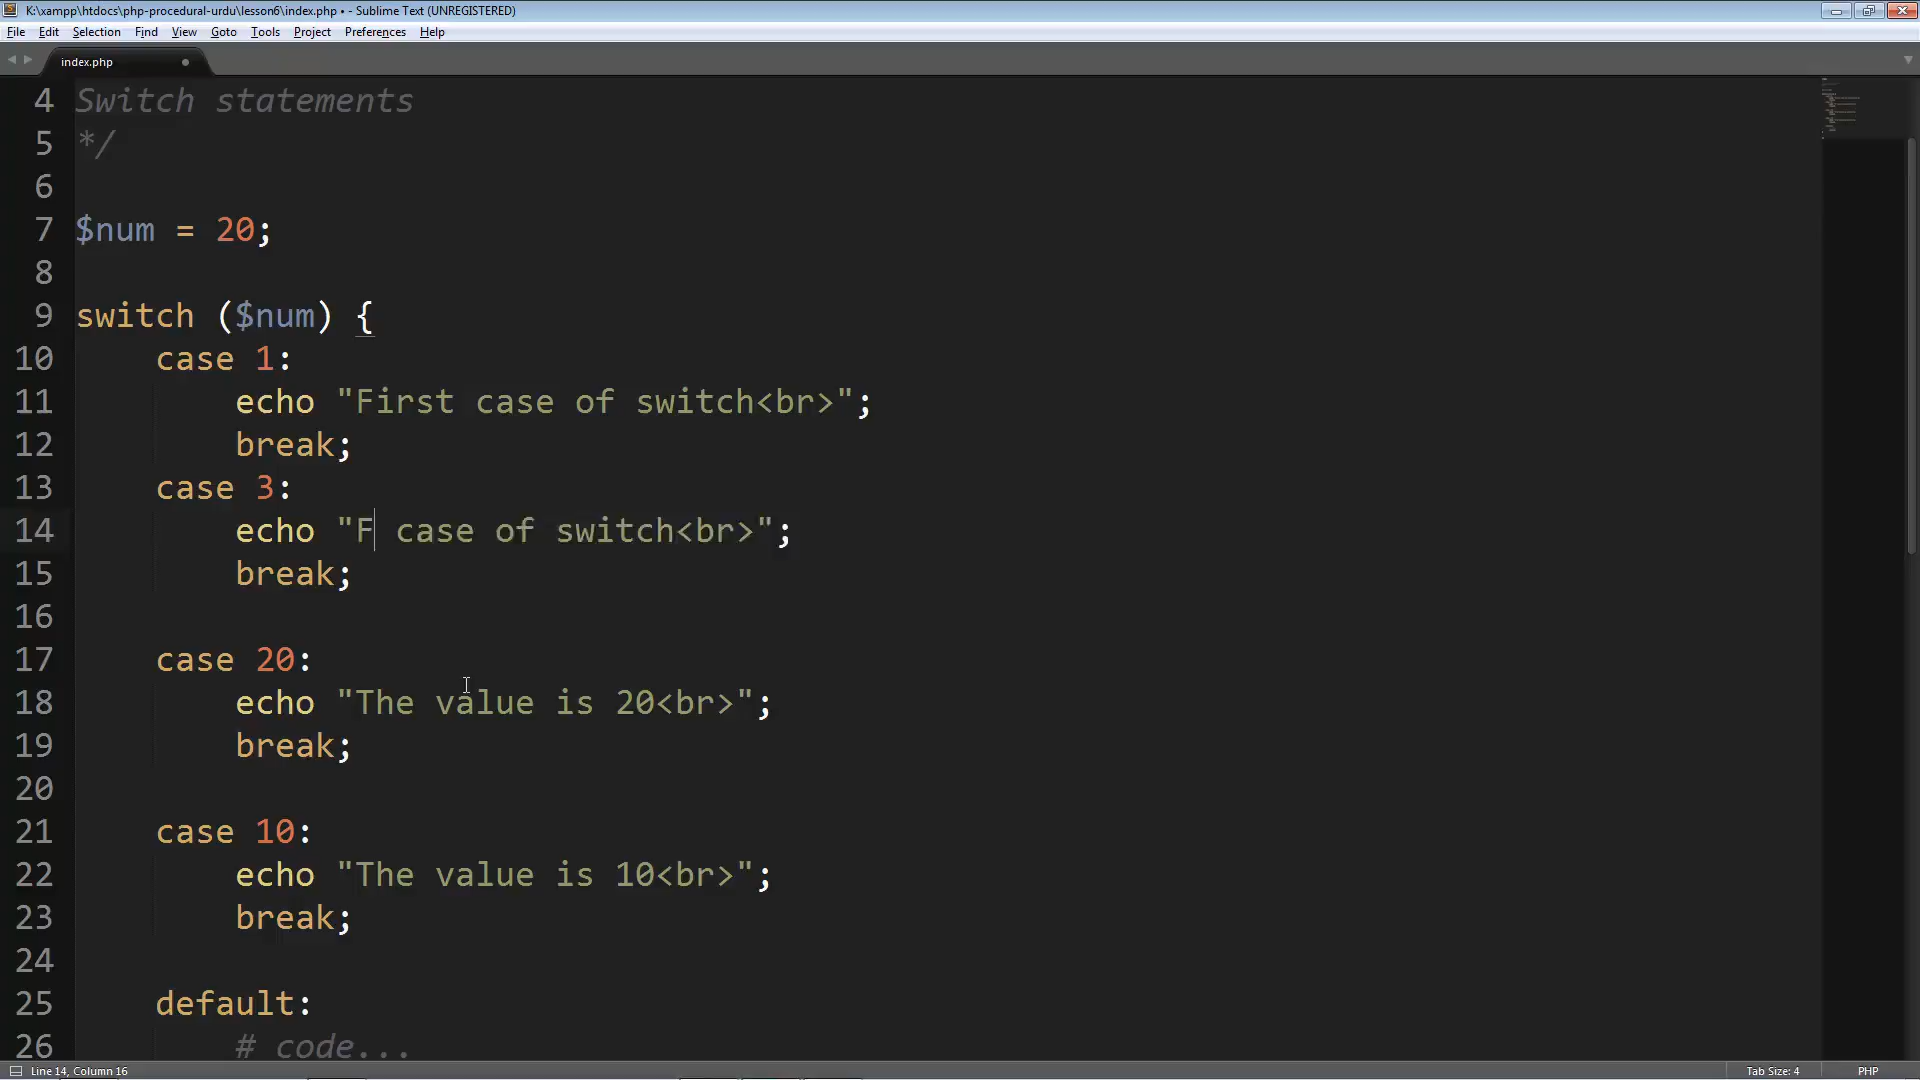 K:\xampp\htdocs\php-procedural-urdu\lesson6\index.php • - Sublime Text (UNREGISTERED)
File Edit Selection Find View Goto Tools Project Preferences Help
index.php
4 Switch statements
5 */
6
7 $num = 20;
8
9 switch ($num) {
10 case 1:
11 echo "First case of switch<br>";
12 break;
13 case 3:
14 echo "F case of switch<br>";
15 break;
16
17 case 20:
18 echo "The value is 20<br>";
19 break;
20
21 case 10:
22 echo "The value is 10<br>";
23 break;
24
25 default:
26 # code...
Line 14, Column 16 Tab Size: 4 PHP